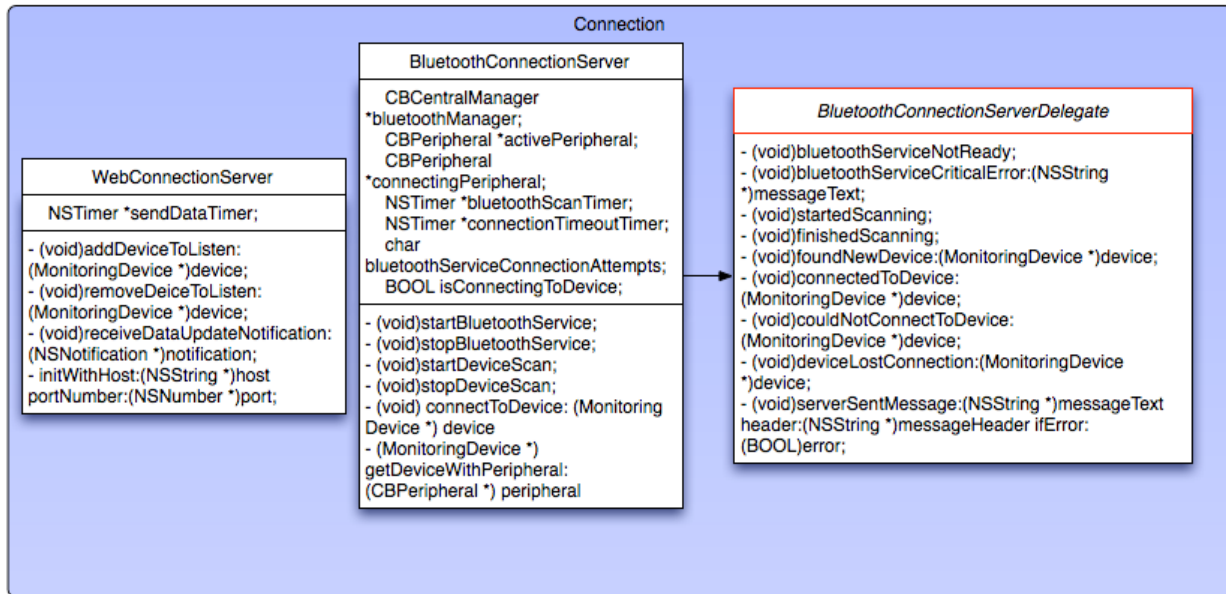 Connection
WebConnectionServer
NSTimer *sendDataTimer;
- (void)addDeviceToListen:
(MonitoringDevice *)device;
- (void)removeDeiceToListen:
(MonitoringDevice *)device;
- (void)receiveDataUpdateNotification:
(NSNotification *)notification;
- initWithHost:(NSString *)host
portNumber:(NSNumber *)port;
BluetoothConnectionServer
CBCentralManager
*bluetoothManager;
CBPeripheral *activePeripheral;
CBPeripheral
*connectingPeripheral;
NSTimer *bluetoothScanTimer;
NSTimer *connectionTimeoutTimer;
char
bluetoothServiceConnectionAttempts;
BOOL isConnectingToDevice;
- (void)startBluetoothService;
- (void)stopBluetoothService;
- (void)startDeviceScan;
- (void)stopDeviceScan;
- (void) connectToDevice: (Monitoring
Device *) device
- (MonitoringDevice *)
getDeviceWithPeripheral:
(CBPeripheral *) peripheral
BluetoothConnectionServerDelegate
- (void)bluetoothServiceNotReady;
- (void)bluetoothServiceCriticalError:(NSString
*)messageText;
- (void)startedScanning;
- (void)finishedScanning;
- (void)foundNewDevice:(MonitoringDevice *)device;
- (void)connectedToDevice:
(MonitoringDevice *)device;
- (void)couldNotConnectToDevice:
(MonitoringDevice *)device;
- (void)deviceLostConnection:(MonitoringDevice
*)device;
- (void)serverSentMessage:(NSString *)messageText
header:(NSString *)messageHeader ifError:
(BOOL)error;